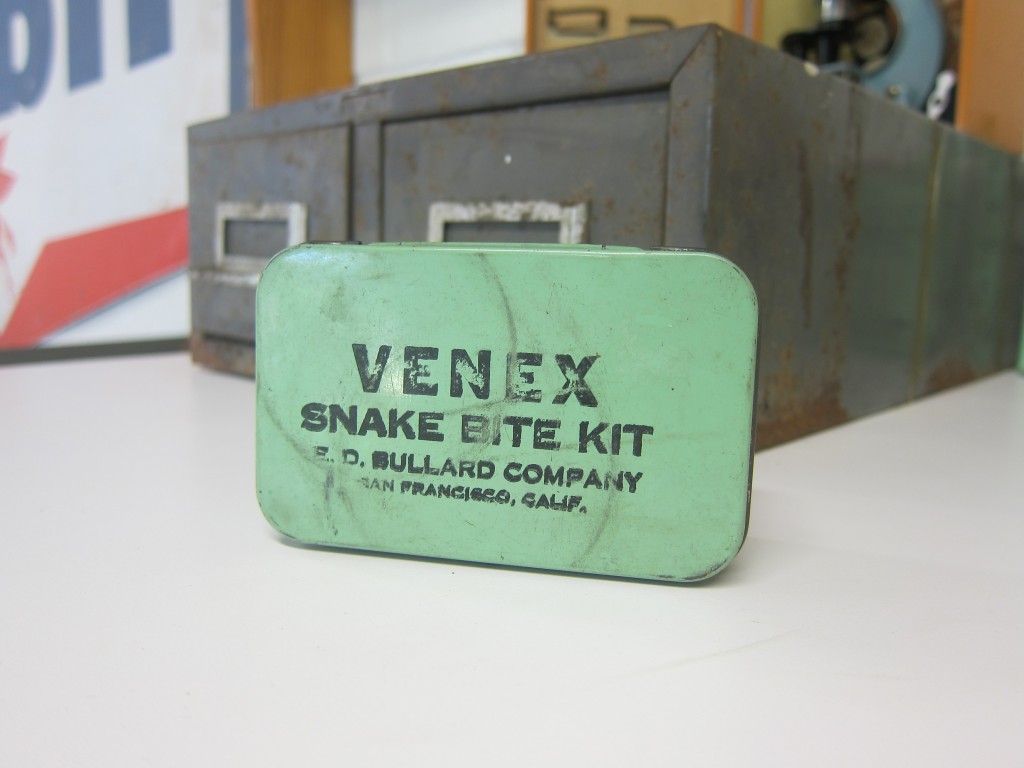 VENEX
SNAKE BITE KIT
E. D. BULLARD COMPANY
SAN FRANCISCO, CALIF.